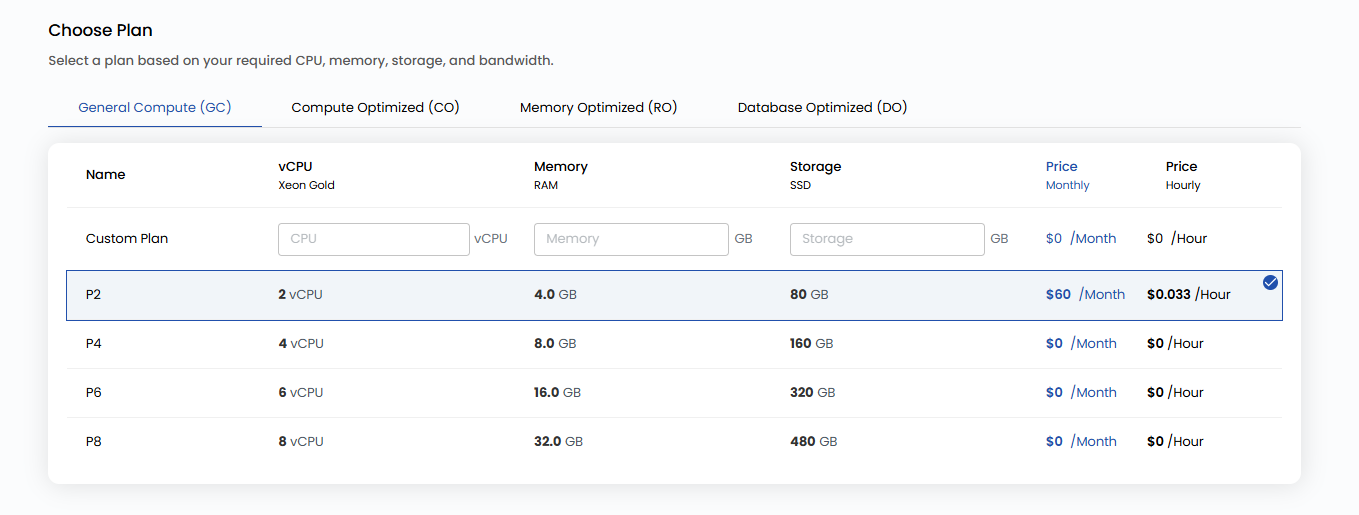 Choose Plan
Select a plan based on your required CPU, memory, storage, and bandwidth.
General Compute (GC) Compute Optimized (CO) Memory Optimized (RO) Database Optimized (DO)
Name vCPU Memory Storage Price Price
Xeon Gold RAM SSD Monthly Hourly
Custom Plan CPU vCPU Memory GB Storage GB $0 /Month $0 /Hour
P2 2 vCPU 4.0 GB 80 GB $60 /Month $0.033 /Hour
P4 4 vCPU 8.0 GB 160 GB $0 /Month $0 /Hour
P6 6 vCPU 16.0 GB 320 GB $0 /Month $0 /Hour
P8 8 vCPU 32.0 GB 480 GB $0 /Month $0 /Hour